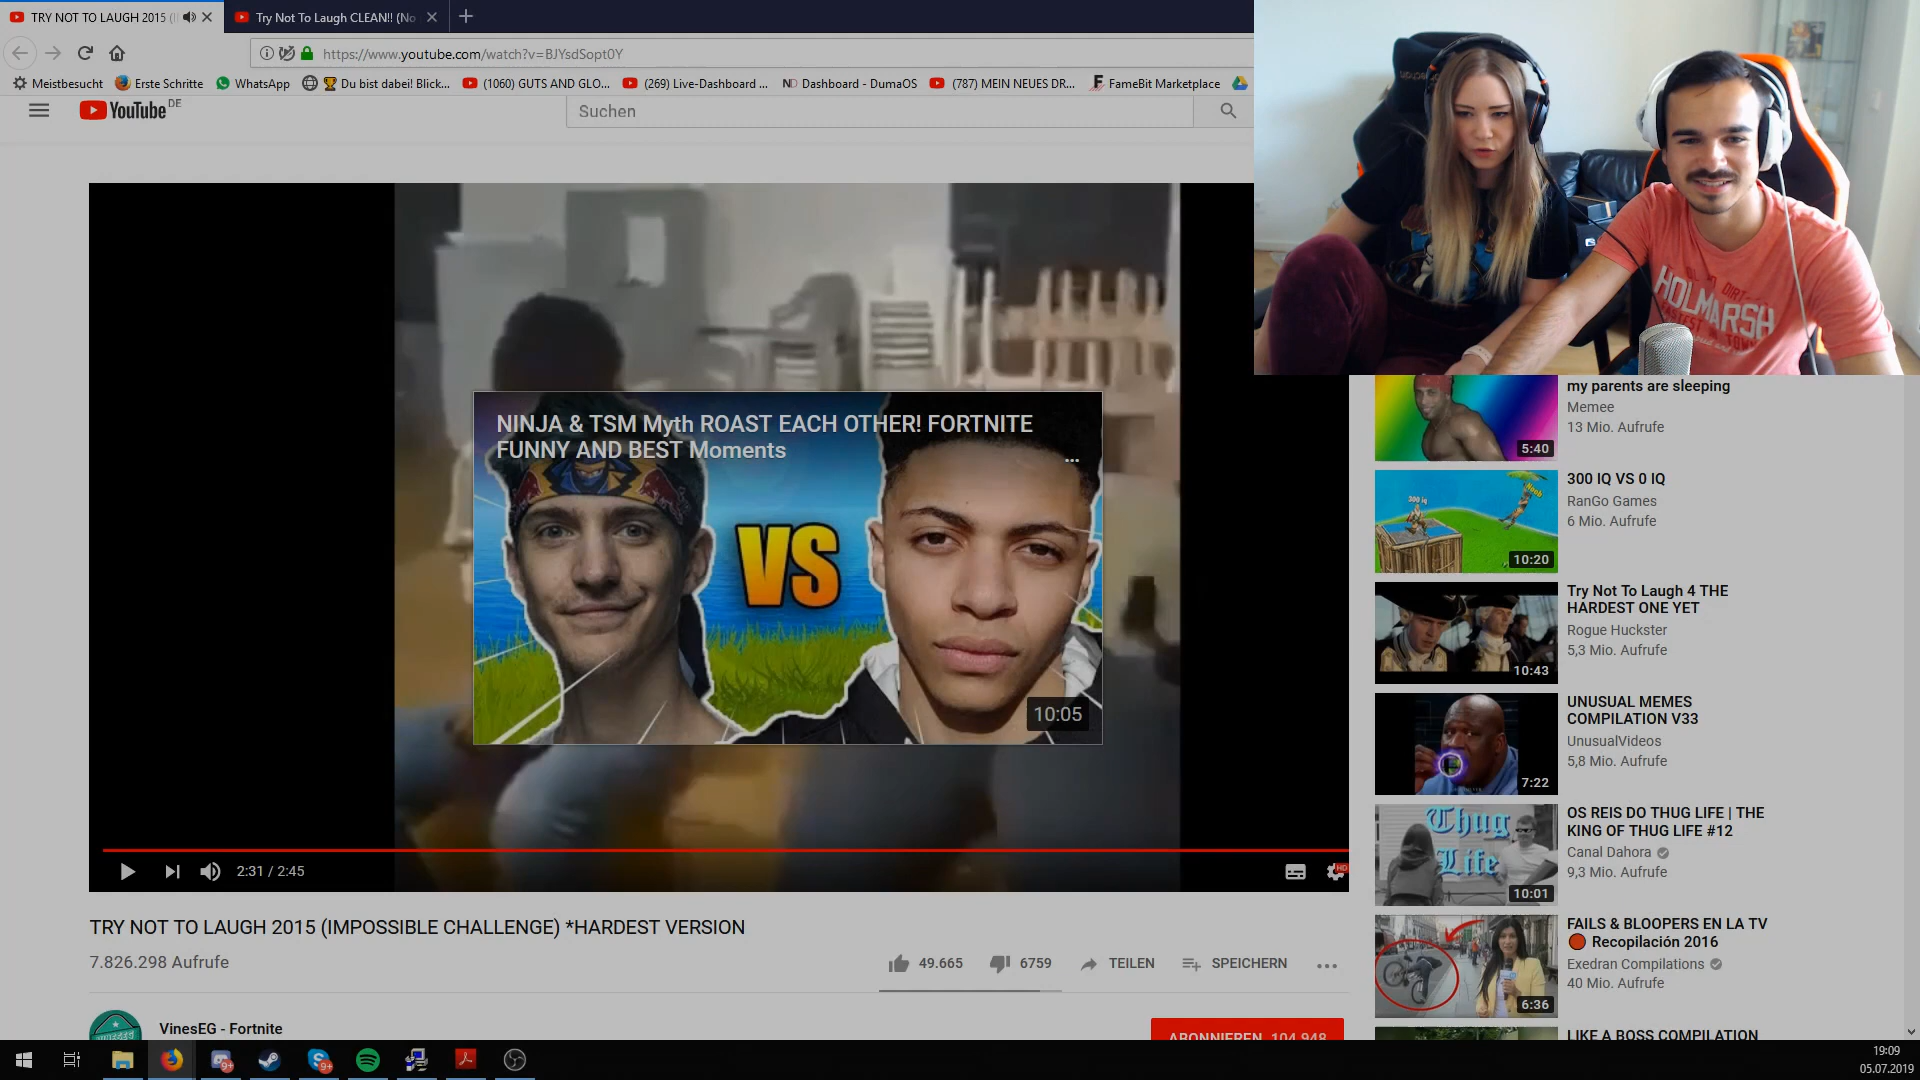 TRY NOT TO LAUGH 2015 (I
Try Not To Laugh CLEAN!! (No
https://www.youtube.com/watch?v=BJYsdSopt0Y
Meistbesucht
Erste Schritte
WhatsApp
Du bist dabei! Blick...
(1060) GUTS AND GLO...
(269) Live-Dashboard ...
ND Dashboard - DumaOS
(787) MEIN NEUES DR...
F FameBit Marketplace
YouTube DE
Suchen
NINJA & TSM Myth ROAST EACH OTHER! FORTNITE
FUNNY AND BEST Moments
VS
10:05
2:31 / 2:45
HD
TRY NOT TO LAUGH 2015 (IMPOSSIBLE CHALLENGE) *HARDEST VERSION
7.826.298 Aufrufe
49.665
6759
TEILEN
SPEICHERN
VinesEG - Fortnite
ABONNIEREN 104.948
HOLMARSH
my parents are sleeping
Memee
13 Mio. Aufrufe
5:40
300 IQ VS 0 IQ
RanGo Games
6 Mio. Aufrufe
300 iq
Noob
10:20
Try Not To Laugh 4 THE
HARDEST ONE YET
Rogue Huckster
5,3 Mio. Aufrufe
10:43
UNUSUAL MEMES
COMPILATION V33
UnusualVideos
5,8 Mio. Aufrufe
7:22
OS REIS DO THUG LIFE | THE
KING OF THUG LIFE #12
Canal Dahora
9,3 Mio. Aufrufe
Thug
Life
10:01
FAILS & BLOOPERS EN LA TV
Recopilación 2016
Exedran Compilations
40 Mio. Aufrufe
6:36
LIKE A BOSS COMPILATION
9+
9+
19:09
05.07.2019